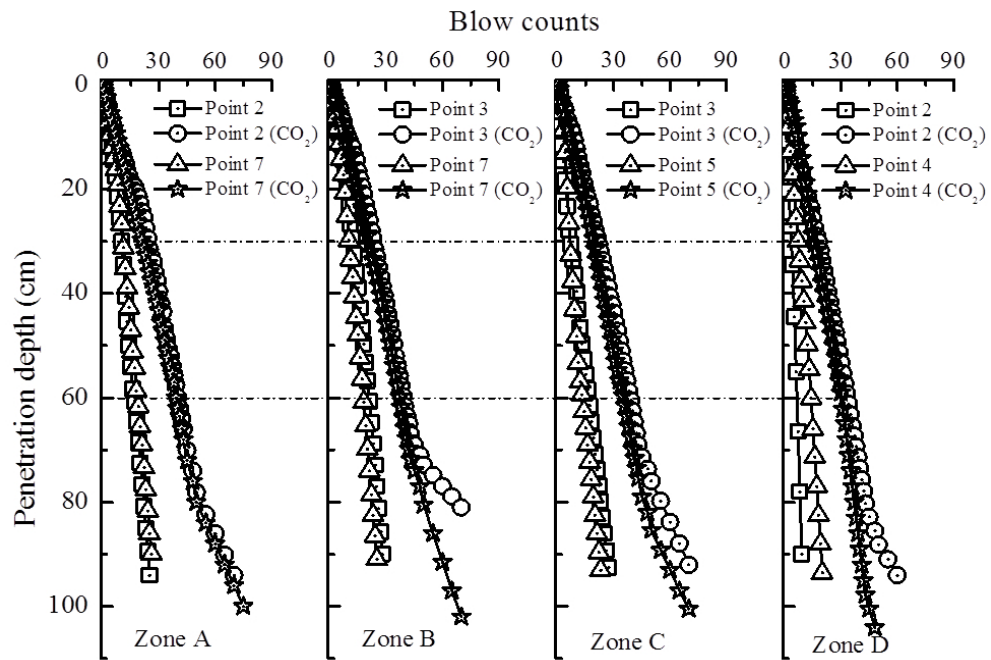 Blow counts
0 30 60 90 0 30 60 90 0 30 60 90 0 30 60 90
Penetration depth (cm)
0
20
40
60
80
100
Point 2
Point 2 (CO₂)
Point 7
Point 7 (CO₂)
Zone A
Point 3
Point 3 (CO₂)
Point 7
Point 7 (CO₂)
Zone B
Point 3
Point 3 (CO₂)
Point 5
Point 5 (CO₂)
Zone C
Point 2
Point 2 (CO₂)
Point 4
Point 4 (CO₂)
Zone D